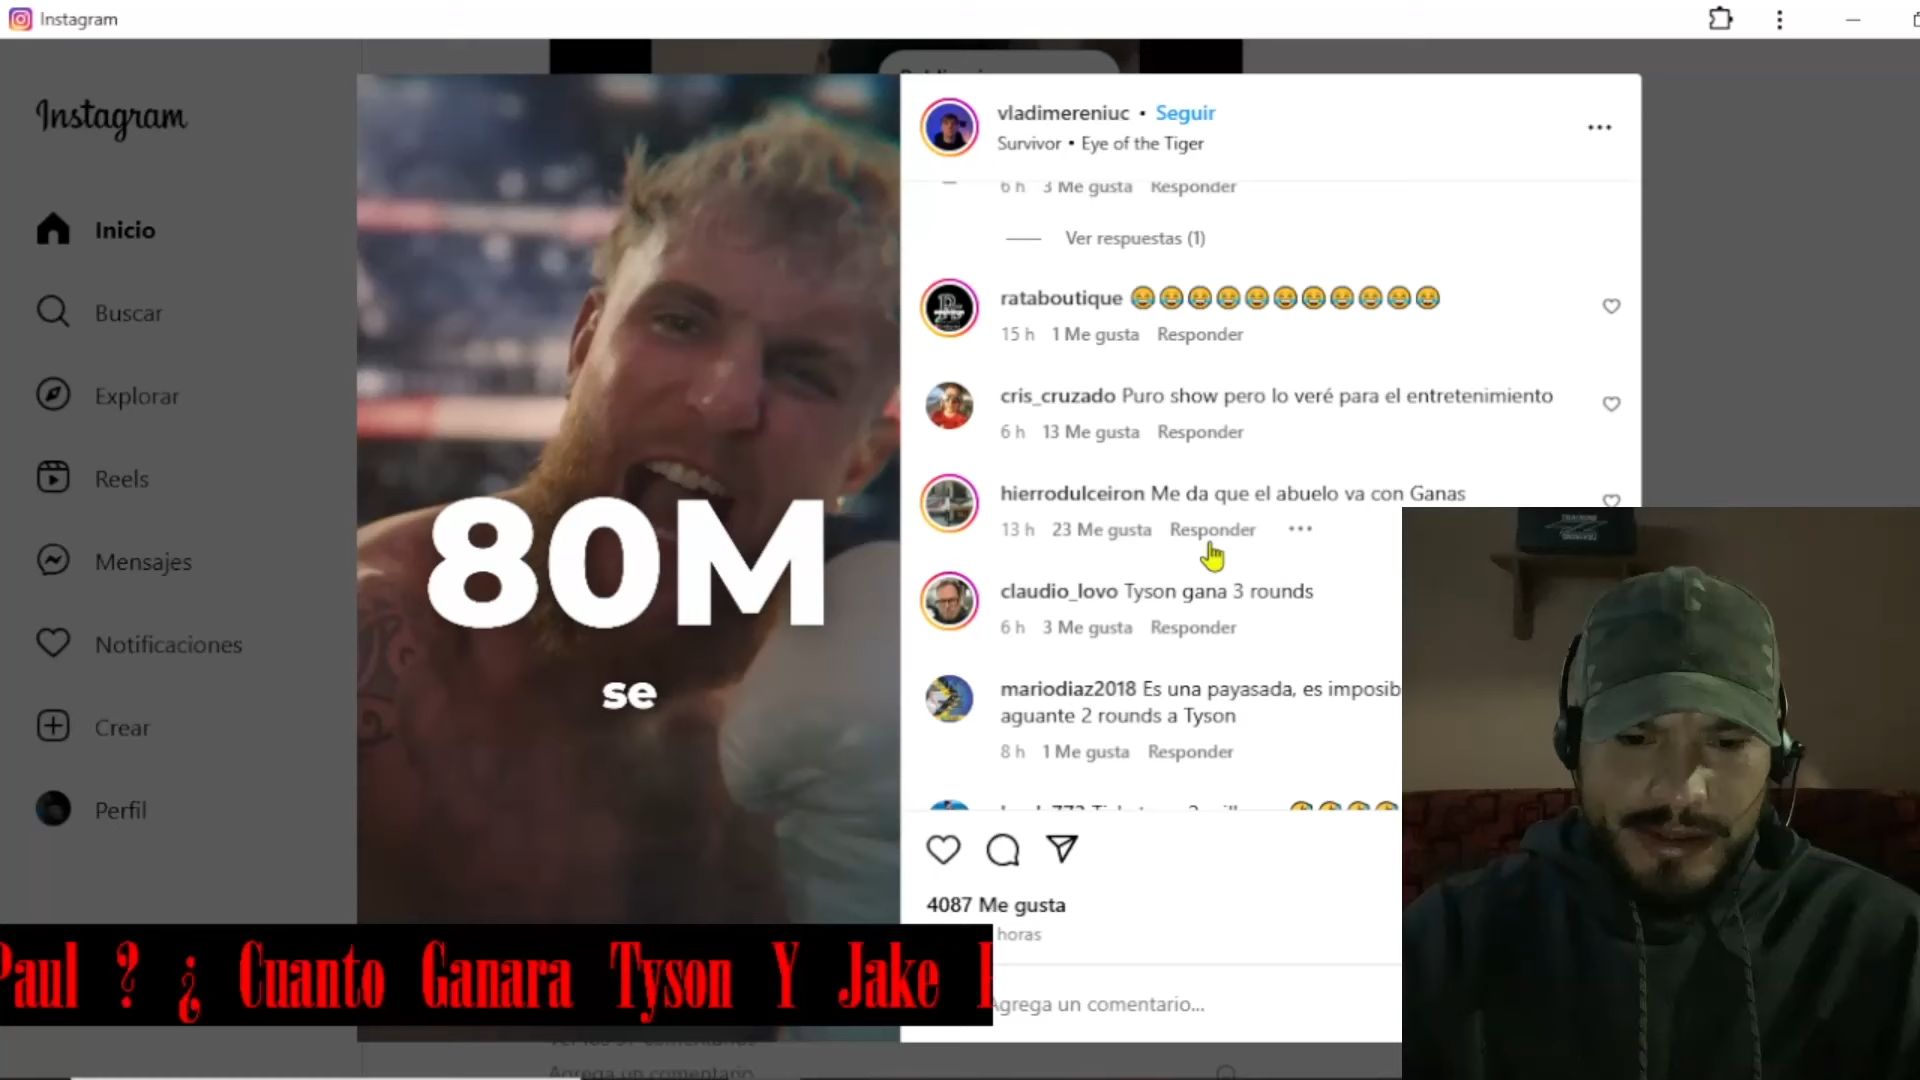 Instagram
Instagram
Inicio
Buscar
Explorar
Reels
Mensajes
Notificaciones
Crear
Perfil
80M
se
vladimereniuc • Seguir
Survivor • Eye of the Tiger
6 h 3 Me gusta Responder
Ver respuestas (1)
rataboutique 😂😂😂😂😂😂😂😂😂😂😂
15 h 1 Me gusta Responder
cris_cruzado Puro show pero lo veré para el entretenimiento
6 h 13 Me gusta Responder
hierrodulceiron Me da que el abuelo va con Ganas
13 h 23 Me gusta Responder
claudio_lovo Tyson gana 3 rounds
6 h 3 Me gusta Responder
mariodiaz2018 Es una payasada, es imposib
aguante 2 rounds a Tyson
8 h 1 Me gusta Responder
4087 Me gusta
horas
Agrega un comentario...
Paul ? ¿ Cuanto Ganara Tyson Y Jake
Agrega un comentario